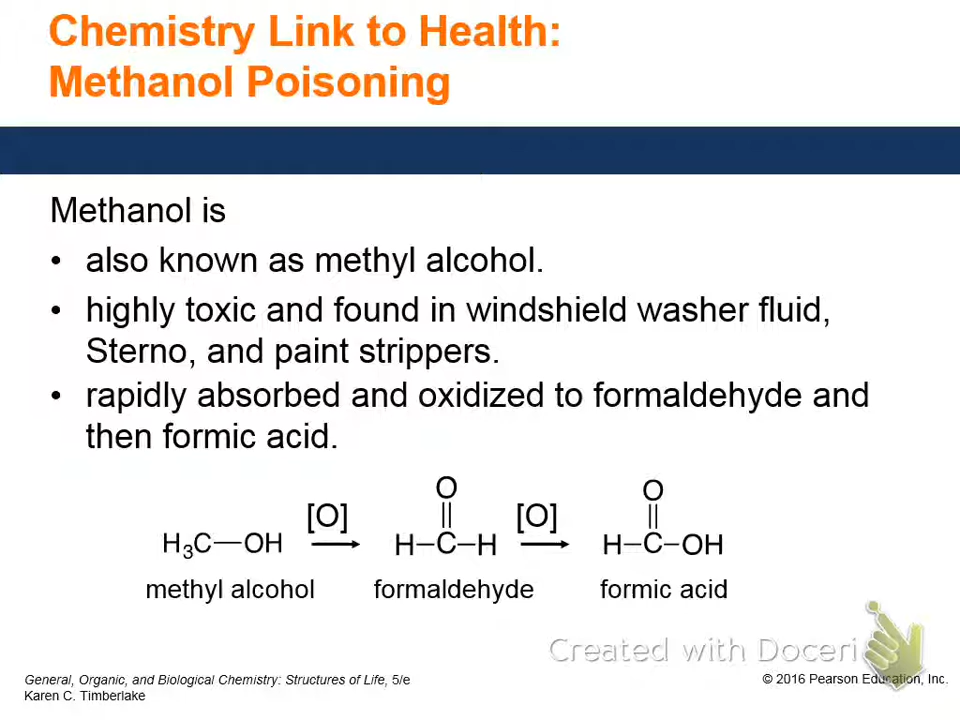 Chemistry Link to Health:
Methanol Poisoning
Methanol is
• also known as methyl alcohol.
• highly toxic and found in windshield washer fluid,
Sterno, and paint strippers.
• rapidly absorbed and oxidized to formaldehyde and
then formic acid.
O O
[O] [O]
H₃C—OH H—C—H H—C—OH
methyl alcohol formaldehyde formic acid
Created with Doceri
General, Organic, and Biological Chemistry: Structures of Life, 5/e
Karen C. Timberlake
© 2016 Pearson Education, Inc.